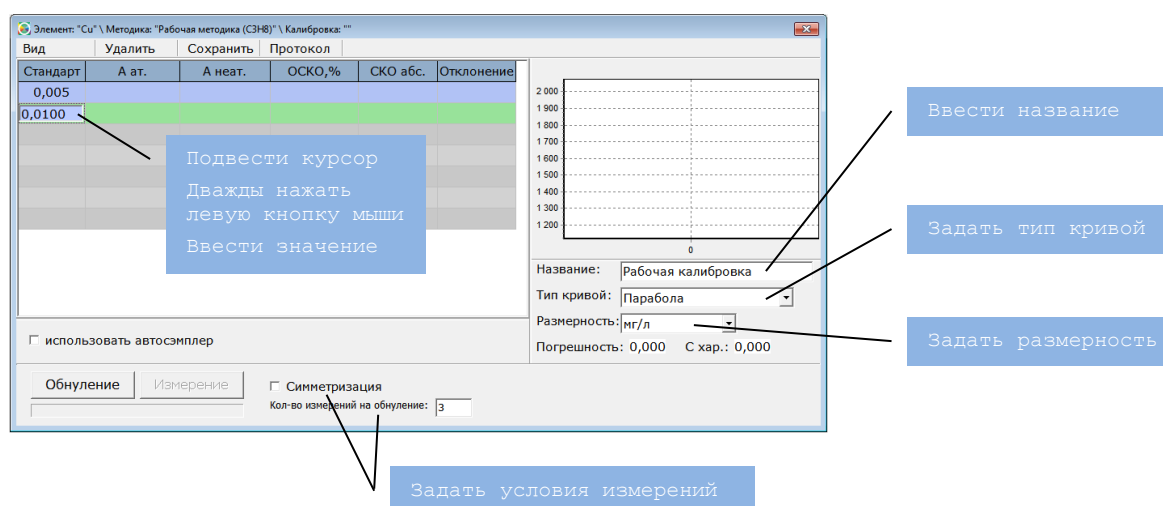 Элемент: "Cu" \ Методика: "Рабочая методика (C3H8)" \ Калибровка: ""
Вид Удалить Сохранить Протокол
Стандарт А ат. А неат. ОСКО,% СКО абс. Отклонение
0,005
0,0100
Подвести курсор
Дважды нажать
левую кнопку мыши
Ввести значение
2 000
1 900
1 800
1 700
1 600
1 500
1 400
1 300
1 200
0
Ввести название
Задать тип кривой
Название: Рабочая калибровка
Тип кривой: Парабола
Размерность: мг/л
Задать размерность
Погрешность: 0,000 С хар.: 0,000
использовать автосэмплер
Обнуление Измерение Симметризация
Кол-во измерений на обнуление: 3
Задать условия измерений